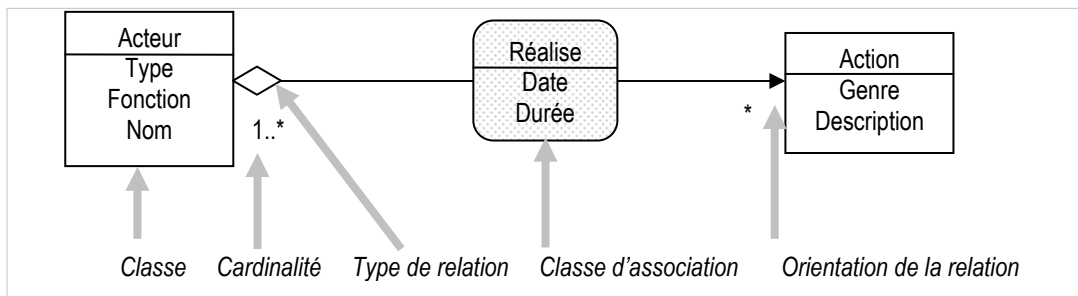 Acteur
Type
Fonction
Nom
1..*
Réalise
Date
Durée
*
Action
Genre
Description
Classe
Cardinalité
Type de relation
Classe d’association
Orientation de la relation